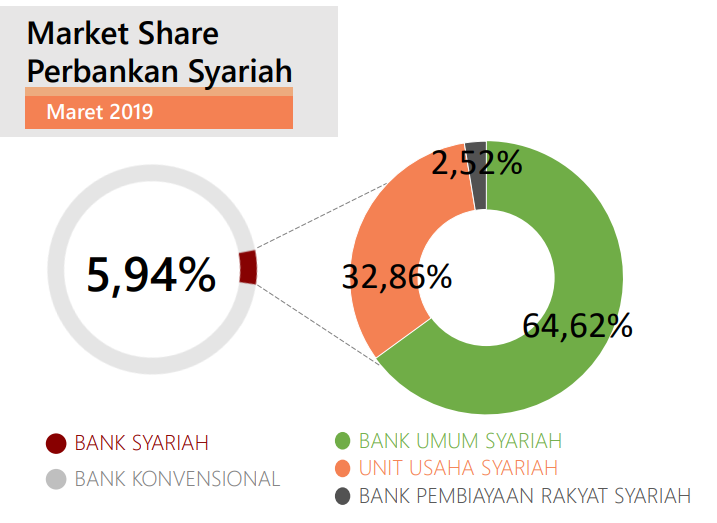 Market Share
Perbankan Syariah
Maret 2019
2,52%
5,94%
32,86%
64,62%
BANK SYARIAH
BANK KONVENSIONAL
BANK UMUM SYARIAH
UNIT USAHA SYARIAH
BANK PEMBIAYAAN RAKYAT SYARIAH